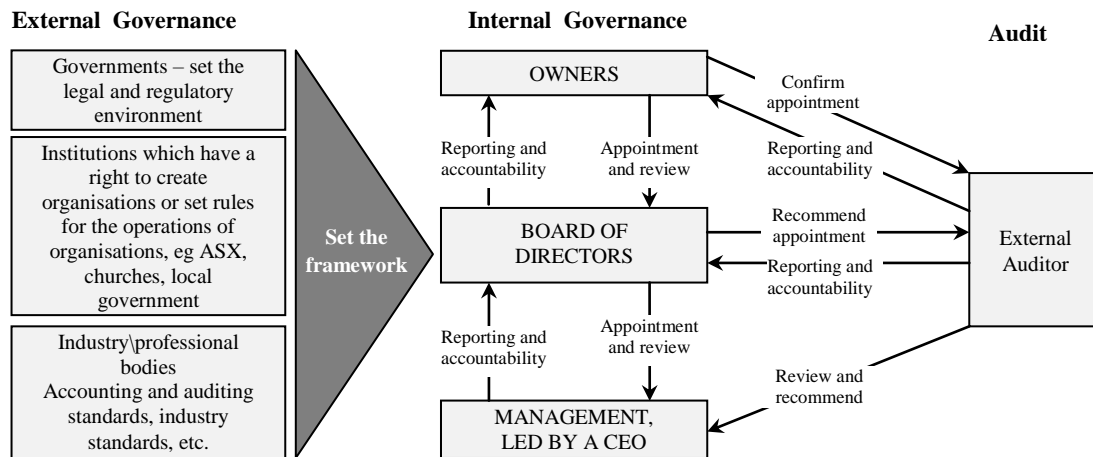 External Governance
Governments – set the
legal and regulatory
environment
Institutions which have a
right to create
organisations or set rules
for the operations of
organisations, eg ASX,
churches, local
government
Industry\professional
bodies
Accounting and auditing
standards, industry
standards, etc.
Set the
framework
Internal Governance
OWNERS
Reporting and
accountability
Appointment
and review
BOARD OF
DIRECTORS
Reporting and
accountability
Appointment
and review
MANAGEMENT,
LED BY A CEO
Audit
Confirm
appointment
Reporting and
accountability
Recommend
appointment
Reporting and
accountability
External
Auditor
Review and
recommend